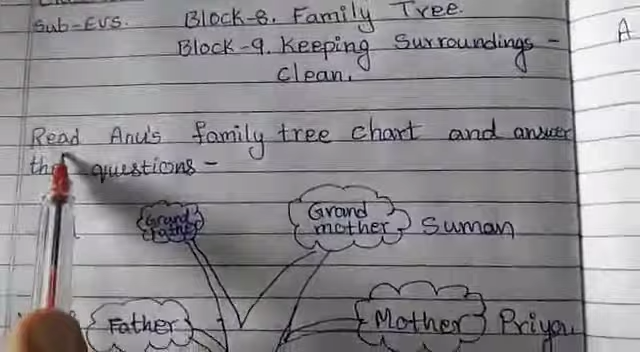 Sub-EVS. Block-8. Family Tree.
Block-9. Keeping Surroundings -
Clean.
A
Read Anu's family tree chart and answer
the questions -
Grand
father
Grand
mother Suman
Father Mother Priya